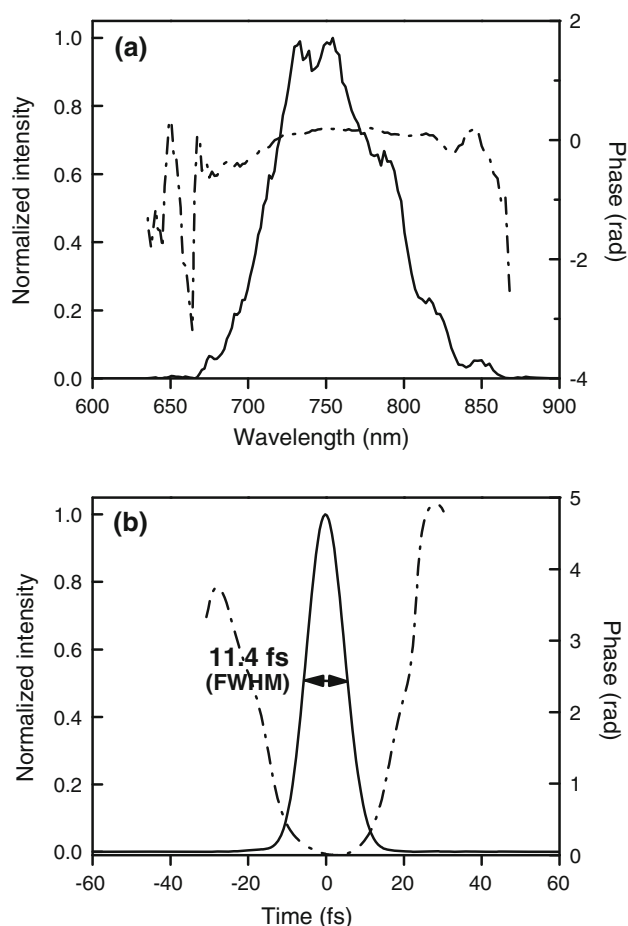 (a)
Normalized intensity
1.0
0.8
0.6
0.4
0.2
0.0
2
0
-2
-4
Phase (rad)
600 650 700 750 800 850 900
Wavelength (nm)
(b)
Normalized intensity
1.0
0.8
0.6
0.4
0.2
0.0
11.4 fs
(FWHM)
5
4
3
2
1
0
Phase (rad)
-60 -40 -20 0 20 40 60
Time (fs)